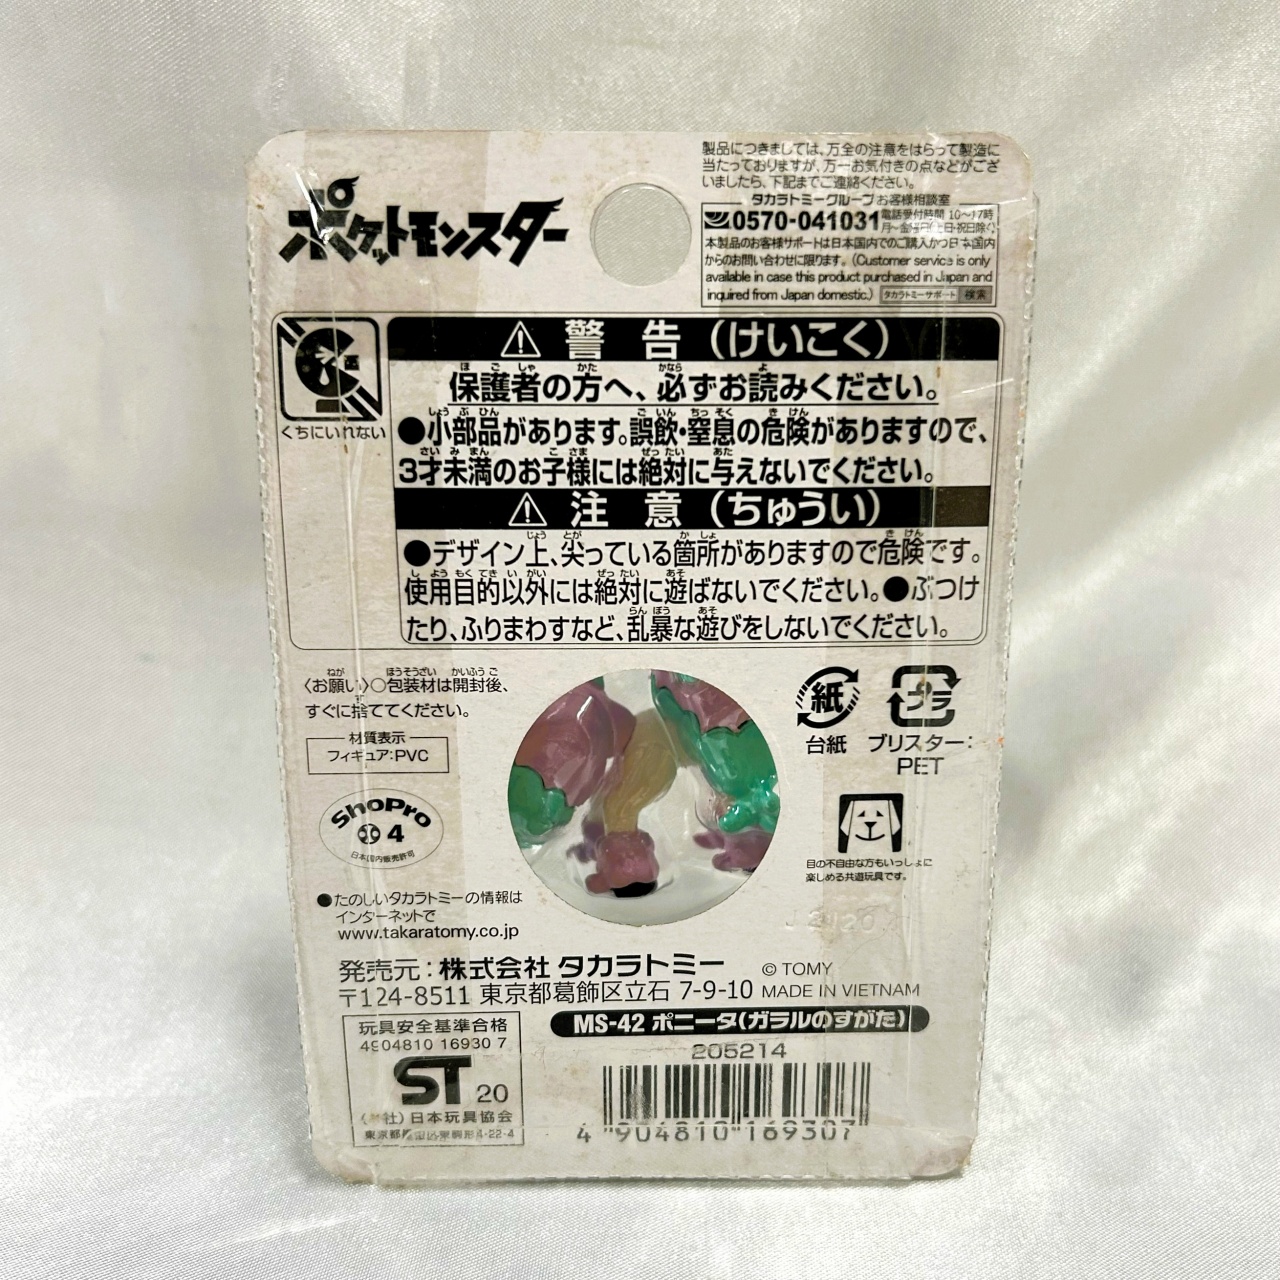 ポケットモンスター
製品につきましては、万全の注意をはらって製造に
当たっておりますが、万一お気付きの点などがござ
いましたら、下記までご連絡ください。
タカラトミーグループお客様相談室
0570-041031 電話受付時間 10〜17時
月〜金曜日(土・日・祝日除く)
本製品のお客様サポートは日本国内でのご購入かつ日本国内
からのお問い合わせに限ります。(Customer service is only
available in case this product purchased in Japan and
inquired from Japan domestic.) タカラトミーサポート 検索
くちにいれない
警告(けいこく)
保護者の方へ、必ずお読みください。
●小部品があります。誤飲・窒息の危険がありますので、
3才未満のお子様には絶対に与えないでください。
注意(ちゅうい)
●デザイン上、尖っている箇所がありますので危険です。
使用目的以外には絶対に遊ばないでください。●ぶつけ
たり、ふりまわすなど、乱暴な遊びをしないでください。
〈お願い〉○包装材は開封後、
すぐに捨ててください。
材質表示
フィギュア:PVC
紙
台紙
プラ
ブリスター:
PET
ShoPro
4
日本国内販売許可
目の不自由な方もいっしょに
楽しめる共遊玩具です。
●たのしいタカラトミーの情報は
インターネットで
www.takaratomy.co.jp
発売元:株式会社 タカラトミー © TOMY
〒124-8511 東京都葛飾区立石 7-9-10 MADE IN VIETNAM
MS-42 ポニータ(ガラルのすがた)
玩具安全基準合格
4904810 16930 7
ST 20
(社)日本玩具協会
205214
4 904810 169307